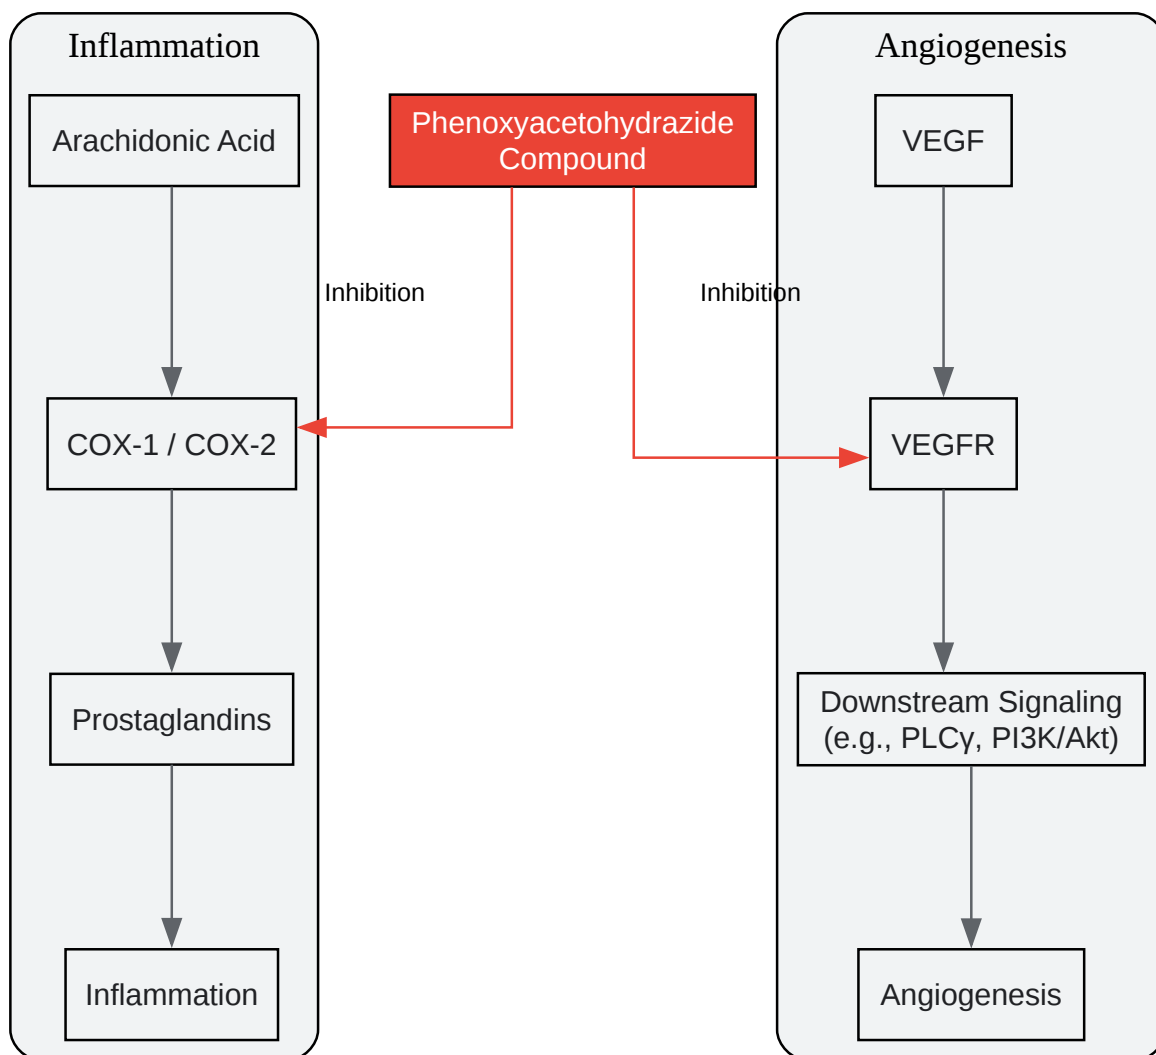 Inflammation
Arachidonic Acid
COX-1 / COX-2
Prostaglandins
Inflammation
Phenoxyacetohydrazide
Compound
Inhibition
Inhibition
Angiogenesis
VEGF
VEGFR
Downstream Signaling
(e.g., PLCγ, PI3K/Akt)
Angiogenesis